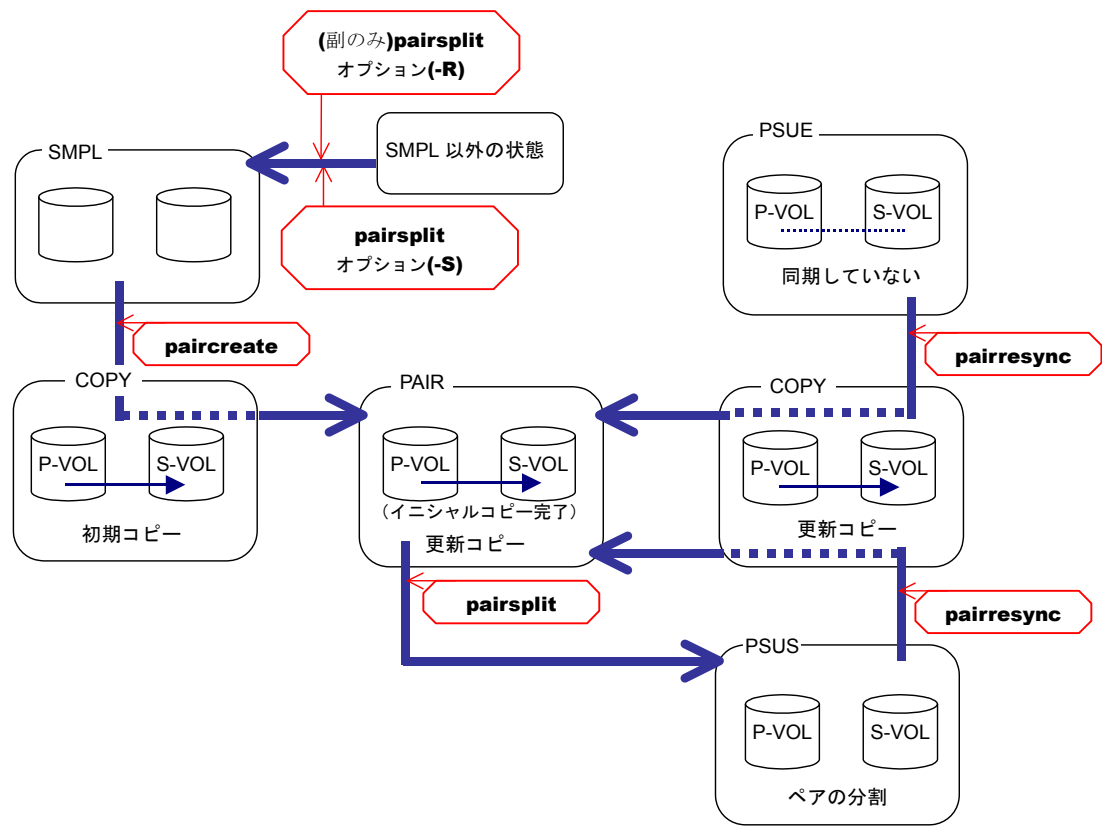 (副のみ)pairsplit
オプション(-R)
SMPL 以外の状態
SMPL
pairsplit
オプション(-S)
PSUE
P-VOL
S-VOL
同期していない
paircreate
pairresync
COPY
P-VOL
S-VOL
初期コピー
PAIR
P-VOL
S-VOL
(イニシャルコピー完了)
更新コピー
COPY
P-VOL
S-VOL
更新コピー
pairsplit
pairresync
PSUS
P-VOL
S-VOL
ペアの分割